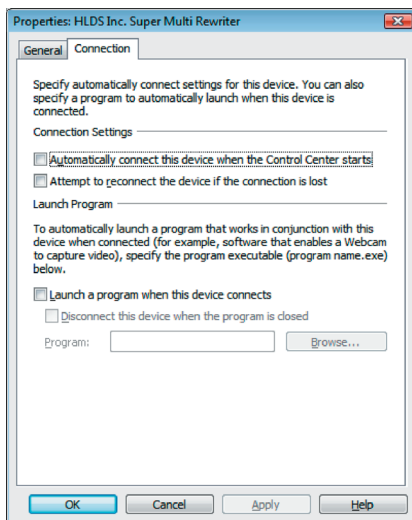 Properties: HLDS Inc. Super Multi Rewriter
General
Connection
Specify automatically connect settings for this device. You can also
specify a program to automatically launch when this device is
connected.
Connection Settings
Automatically connect this device when the Control Center starts
Attempt to reconnect the device if the connection is lost
Launch Program
To automatically launch a program that works in conjunction with this
device when connected (for example, software that enables a Webcam
to capture video), specify the program executable (program name.exe)
below.
Launch a program when this device connects
Disconnect this device when the program is closed
Program:
Browse...
OK
Cancel
Apply
Help